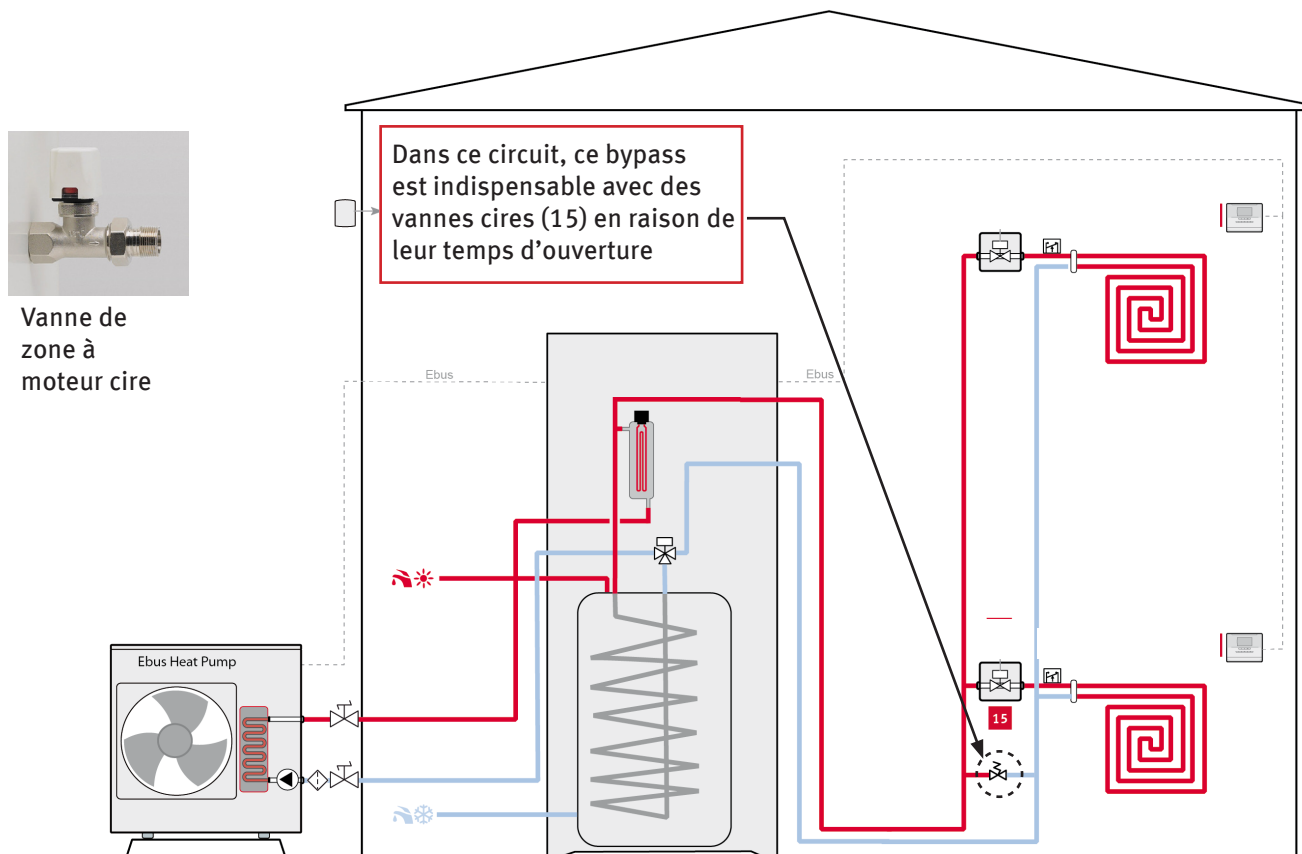 Dans ce circuit, ce bypass
est indispensable avec des
vannes cires (15) en raison de
leur temps d'ouverture
Vanne de
zone à
moteur cire
Ebus
Ebus
Ebus Heat Pump
15